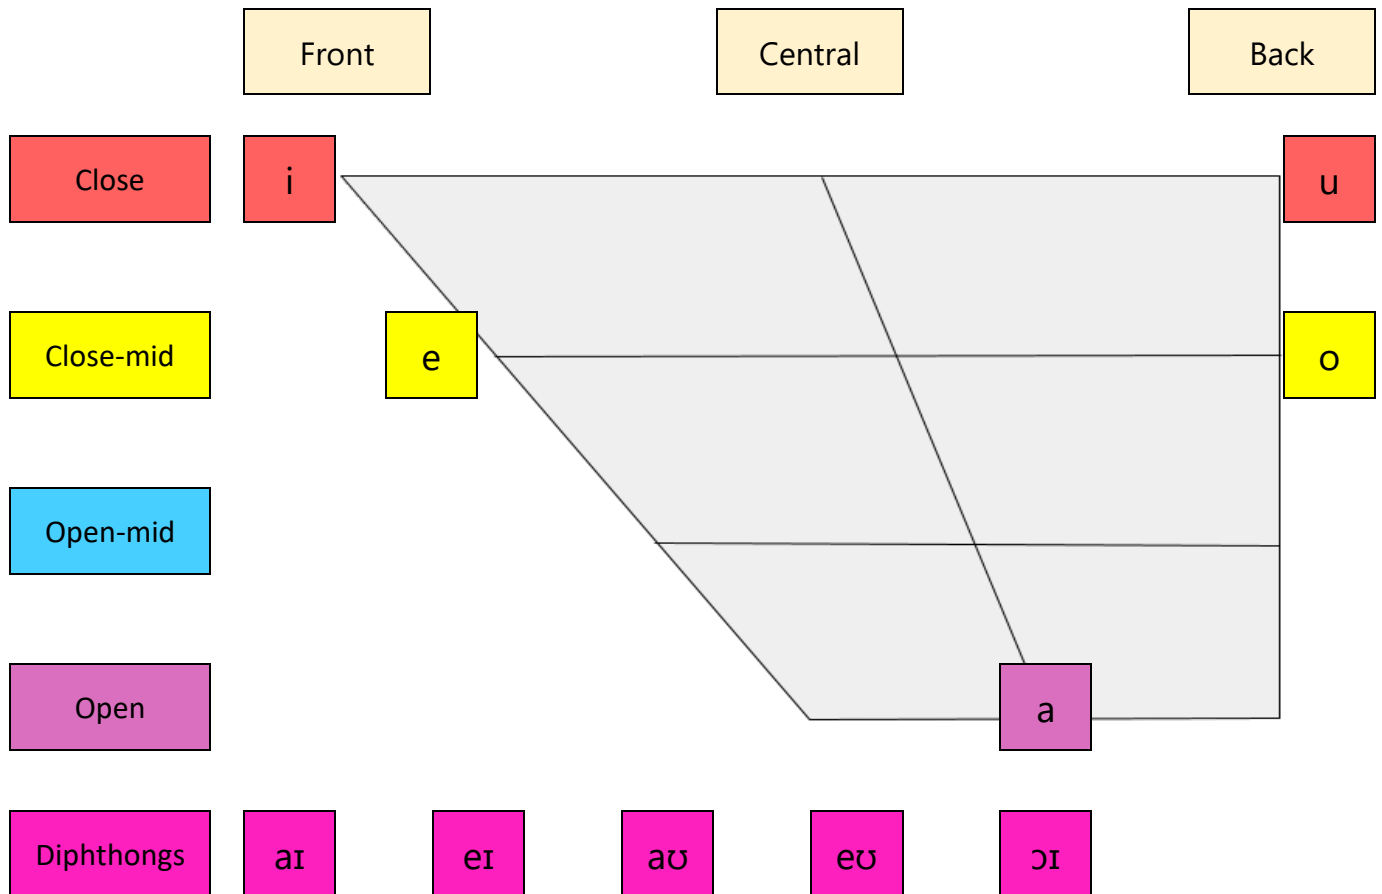 Front Central Back
Close i u
Close-mid e o
Open-mid
Open a
Diphthongs aɪ eɪ aʊ eʊ ɔɪ